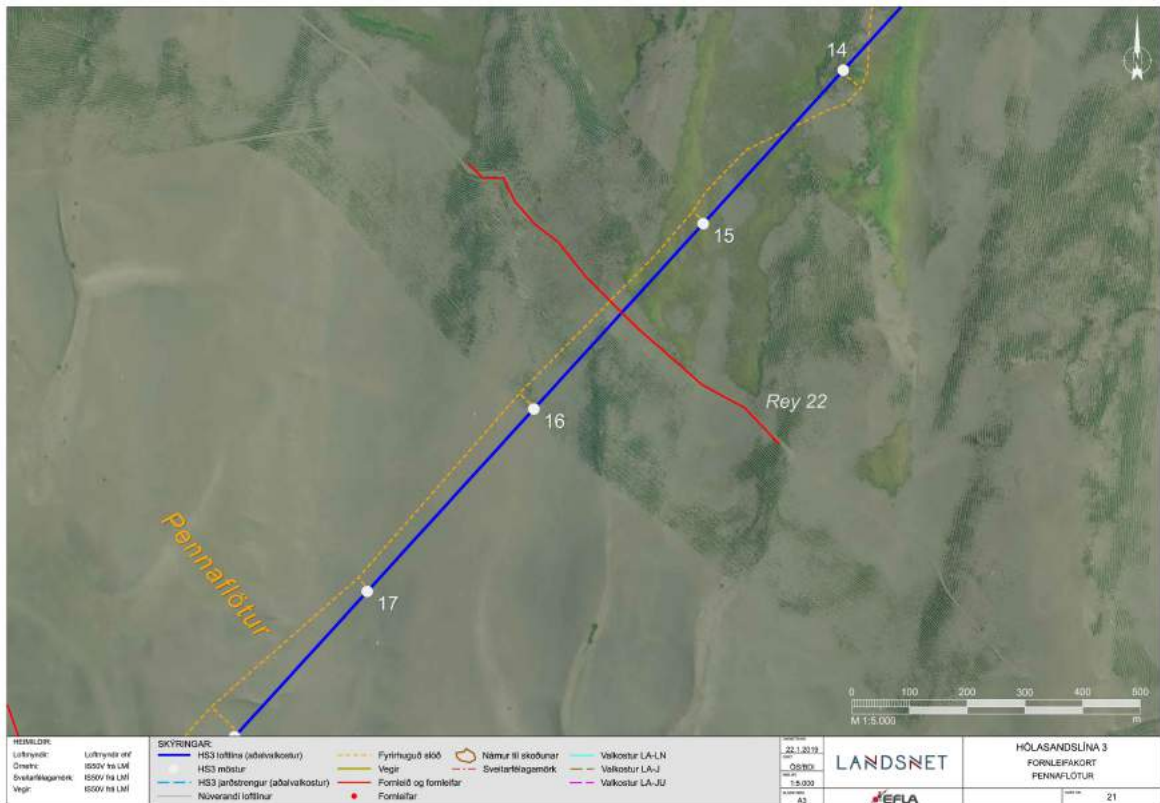 14
15
16
17
Rey 22
Pennaflötur
N
0 100 200 300 400 500
M 1:5.000 m
HEIMILDIR:
Loftmyndir: Loftmyndir ehf
Örnefni: IS50V frá LMÍ
Sveitarfélagamörk: IS50V frá LMÍ
Vegir: IS50V frá LMÍ
SKÝRINGAR:
HS3 loftlína (aðalvalkostur)
HS3 möstur
HS3 jarðstrengur (aðalvalkostur)
Núverandi loftlínur
Fyrirhuguð slóð
Vegir
Fornleið og fornleifar
Fornleifar
Námur til skoðunar
Sveitarfélagamörk
Valkostur LA-LN
Valkostur LA-J
Valkostur LA-JU
22.1.2019
1:5.000
A3
LANDSNET
EFLA
HÓLASANDSLÍNA 3
FORNLEIFAKORT
PENNAFLÖTUR
21